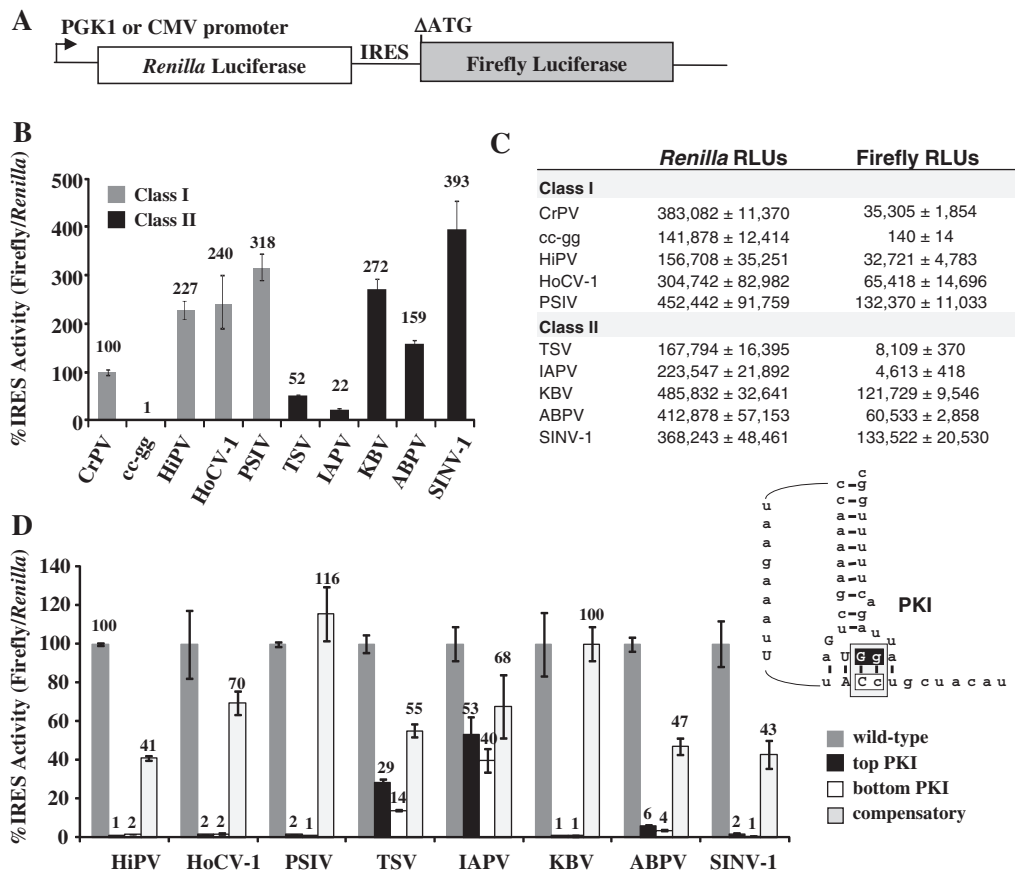 A
PGK1 or CMV promoter
IRES
ΔATG
Renilla Luciferase
Firefly Luciferase
B
%IRES Activity (Firefly/Renilla)
500
400
300
200
100
0
Class I
Class II
100
1
227
240
318
52
22
272
159
393
CrPV
cc-gg
HiPV
HoCV-1
PSIV
TSV
IAPV
KBV
ABPV
SINV-1
C
Renilla RLUs Firefly RLUs
Class I
CrPV 383,082 ± 11,370 35,305 ± 1,854
cc-gg 141,878 ± 12,414 140 ± 14
HiPV 156,708 ± 35,251 32,721 ± 4,783
HoCV-1 304,742 ± 82,982 65,418 ± 14,696
PSIV 452,442 ± 91,759 132,370 ± 11,033
Class II
TSV 167,794 ± 16,395 8,109 ± 370
IAPV 223,547 ± 21,892 4,613 ± 418
KBV 485,832 ± 32,641 121,729 ± 9,546
ABPV 412,878 ± 57,153 60,533 ± 2,858
SINV-1 368,243 ± 48,461 133,522 ± 20,530
D
%IRES Activity (Firefly/Renilla)
140
120
100
80
60
40
20
0
100
1
2
41
2
2
70
2
1
116
29
14
55
53
40
68
1
1
100
6
4
47
2
1
43
HiPV
HoCV-1
PSIV
TSV
IAPV
KBV
ABPV
SINV-1
c
c g
c g
a u
a u
a u
a u
a u
g c
a
c g
u a
u
u
G
a U G g a
u A C c u g c u a c a u
u
a
a
g
a
a
u
U
PKI
wild-type
top PKI
bottom PKI
compensatory